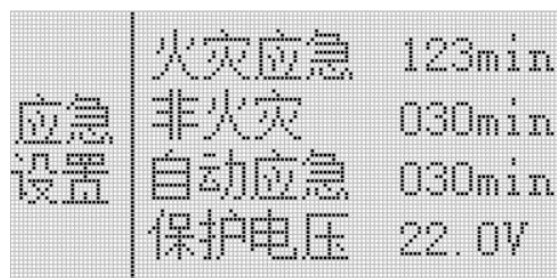 应急
设置
火灾应急 123min
非火灾 030min
自动应急 030min
保护电压 22.0V